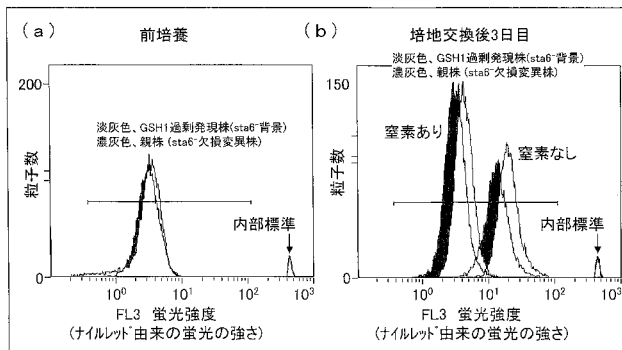 (a) 前培養
200
淡灰色、GSH1過剰発現株(sta6⁻背景)
濃灰色、親株(sta6⁻欠損変異株)
粒子数
内部標準
0
10⁰ 10¹ 10² 10³
FL3 蛍光強度
(ナイルレッド由来の蛍光の強さ)
(b) 培地交換後3日目
淡灰色、GSH1過剰発現株(sta6⁻背景)
濃灰色、親株(sta6⁻欠損変異株)
150
窒素あり
窒素なし
粒子数
内部標準
0
10⁰ 10¹ 10² 10³
FL3 蛍光強度
(ナイルレッド由来の蛍光の強さ)